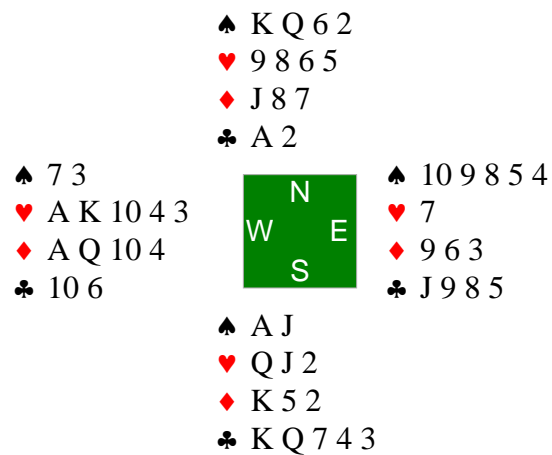 ♠ K Q 6 2
♥ 9 8 6 5
♦ J 8 7
♣ A 2
♠ 7 3
♥ A K 10 4 3
♦ A Q 10 4
♣ 10 6
N
W E
S
♠ 10 9 8 5 4
♥ 7
♦ 9 6 3
♣ J 9 8 5
♠ A J
♥ Q J 2
♦ K 5 2
♣ K Q 7 4 3